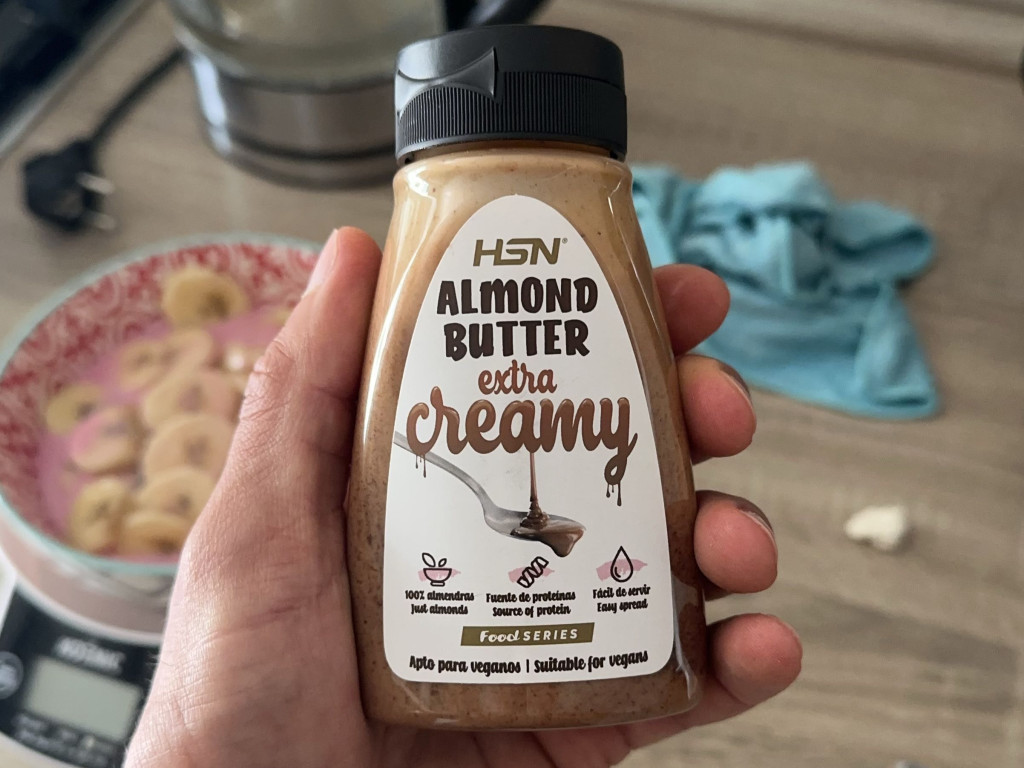 HSN®
ALMOND
BUTTER
extra
creamy
100% almendras
Just almonds
Fuente de proteínas
Source of protein
Fácil de servir
Easy spread
Food SERIES
Apto para veganos | Suitable for vegans